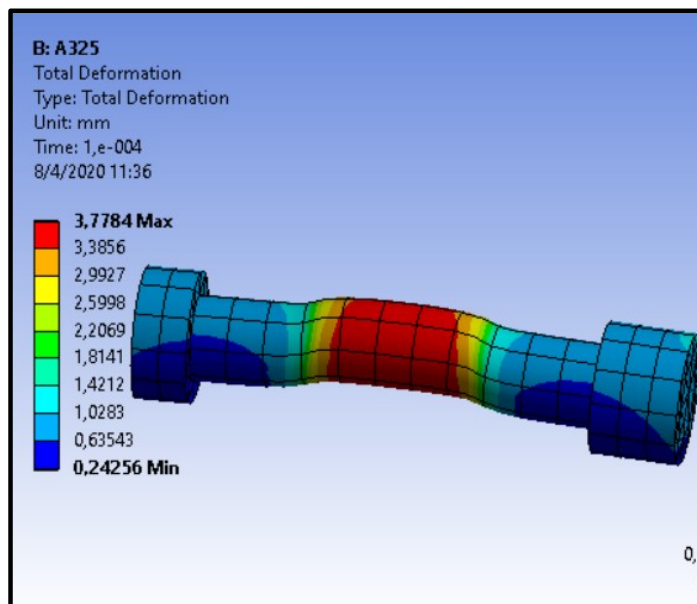 B: A325
Total Deformation
Type: Total Deformation
Unit: mm
Time: 1,e-004
8/4/2020 11:36
3,7784 Max
3,3856
2,9927
2,5998
2,2069
1,8141
1,4212
1,0283
0,63543
0,24256 Min
0,